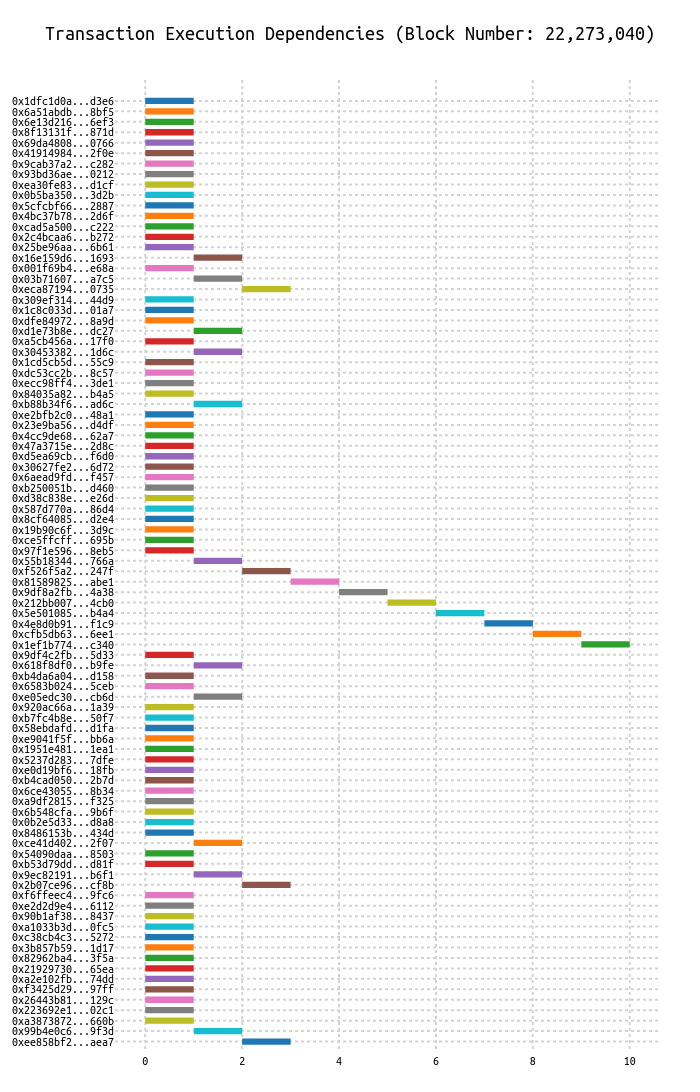 Transaction Execution Dependencies (Block Number: 22,273,040)
0x1dfc1d0a...d3e6
0x6a51abdb...8bf5
0x6e13d216...6ef3
0x8f13131f...871d
0x69da4808...0766
0x41914984...2f0e
0x9cab37a2...c282
0x93bd36ae...0212
0xea30fe83...d1cf
0x0b5ba350...3d2b
0x5cfcbf66...2887
0x4bc37b78...2d6f
0xcad5a500...c222
0x2c4bcaa6...b272
0x25be96aa...6b61
0x16e159d6...1693
0x001f69b4...e68a
0x03b71607...a7c5
0xeca87194...0735
0x309ef314...44d9
0x1c8c033d...01a7
0xdfe84972...8a9d
0xd1e73b8e...dc27
0xa5cb456a...17f0
0x30453382...1d6c
0x1cd5cb5d...55c9
0xdc53cc2b...8c57
0xecc98ff4...3de1
0x84035a82...b4a5
0xb88b34f6...ad6c
0xe2bfb2c0...48a1
0x23e9ba56...d4df
0x4cc9de68...62a7
0x47a3715e...2d8c
0xd5ea69cb...f6d0
0x30627fe2...6d72
0x6aead9fd...f457
0xb250051b...d460
0xd38c838e...e26d
0x587d770a...86d4
0x8cf64085...d2e4
0x19b90c6f...3d9c
0xce5ffcff...695b
0x97f1e596...8eb5
0x55b18344...766a
0xf526f5a2...247f
0x81589825...abe1
0x9df8a2fb...4a38
0x212bb007...4cb0
0x5e501085...b4a4
0x4e8d0b91...f1c9
0xcfb5db63...6ee1
0x1ef1b774...c340
0x9df4c2fb...5d33
0x618f8df0...b9fe
0xb4da6a04...d158
0x6583b024...5ceb
0xe05edc30...cb6d
0x920ac66a...1a39
0xb7fc4b8e...50f7
0x58ebdafd...d1fa
0xe9041f5f...bb6a
0x1951e481...1ea1
0x5237d283...7dfe
0xe0d19bf6...18fb
0xb4cad050...2b7d
0x6ce43055...8b34
0xa9df2815...f325
0x6b548cfa...9b6f
0x0b2e5d33...d8a8
0x8486153b...434d
0xce41d402...2f07
0x54090daa...8503
0xb53d79dd...d81f
0x9ec82191...b6f1
0x2b07ce96...cf8b
0xf6ffeec4...9fc6
0xe2d2d9e4...6112
0x90b1af38...8437
0xa1033b3d...0fc5
0xc38cb4c3...5272
0x3b857b59...1d17
0x82962ba4...3f5a
0x21929730...65ea
0xa2e102fb...74dd
0xf3425d29...97ff
0x26443b81...129c
0x223692e1...02c1
0xa3873872...660b
0x99b4e0c6...9f3d
0xee858bf2...aea7
0 2 4 6 8 10